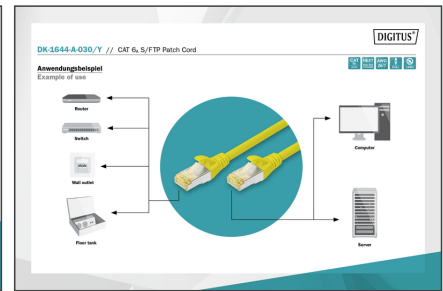 DIGITUS®
DK-1644-A-030/Y // CAT 6A S/FTP Patch Cord
Anwendungsbeispiel
Example of use
Router
Switch
Wall outlet
Floor tank
Computer
Server